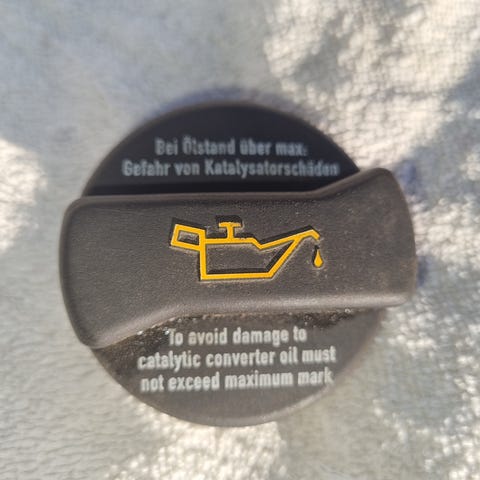 Bei Ölstand über max.
Gefahr von Katalysatorschäden
To avoid damage to
catalytic converter oil must
not exceed maximum mark